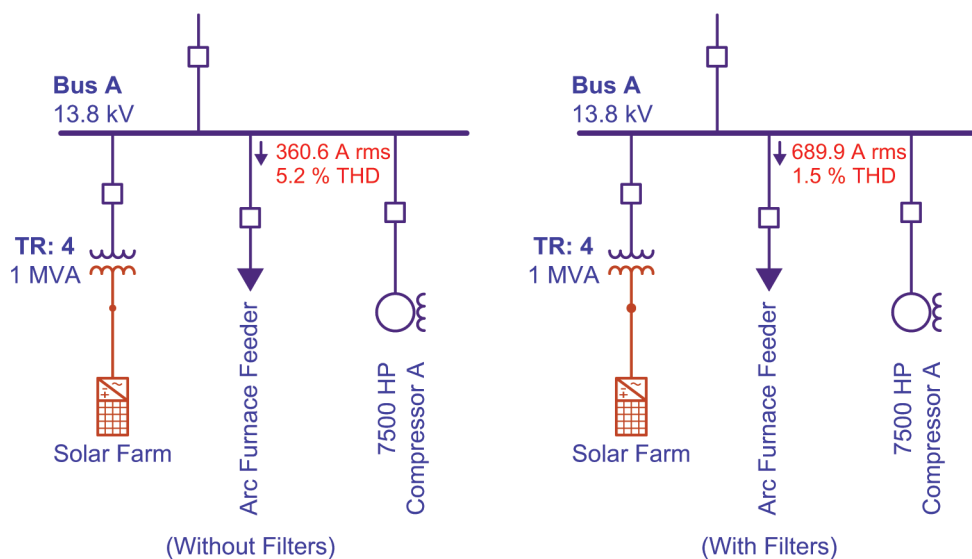 Bus A
13.8 kV
360.6 A rms
5.2 % THD
TR: 4
1 MVA
Solar Farm
Arc Furnace Feeder
7500 HP
Compressor A
(Without Filters)
Bus A
13.8 kV
689.9 A rms
1.5 % THD
TR: 4
1 MVA
Solar Farm
Arc Furnace Feeder
7500 HP
Compressor A
(With Filters)